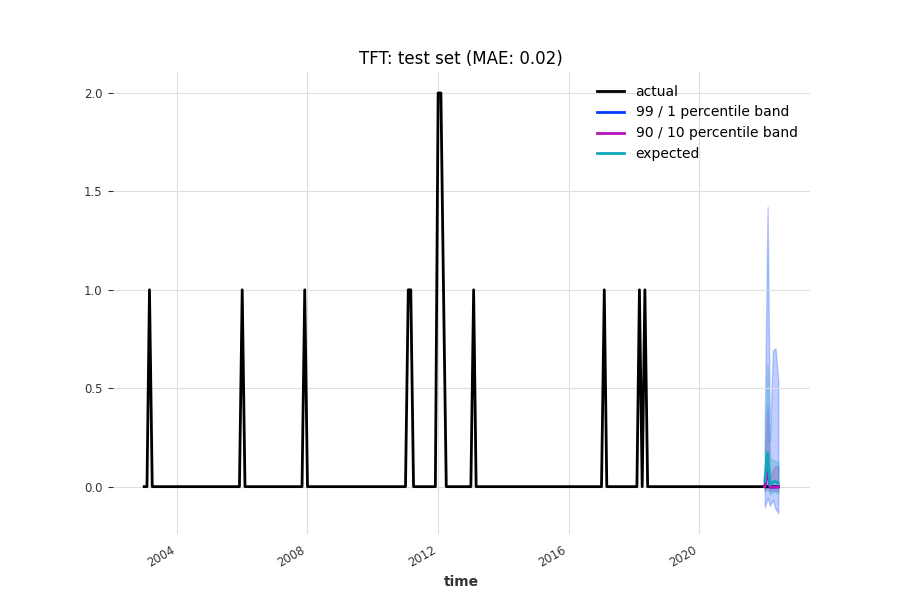 TFT: test set (MAE: 0.02)
actual
99 / 1 percentile band
90 / 10 percentile band
expected
2.0
1.5
1.0
0.5
0.0
2004
2008
2012
2016
2020
time